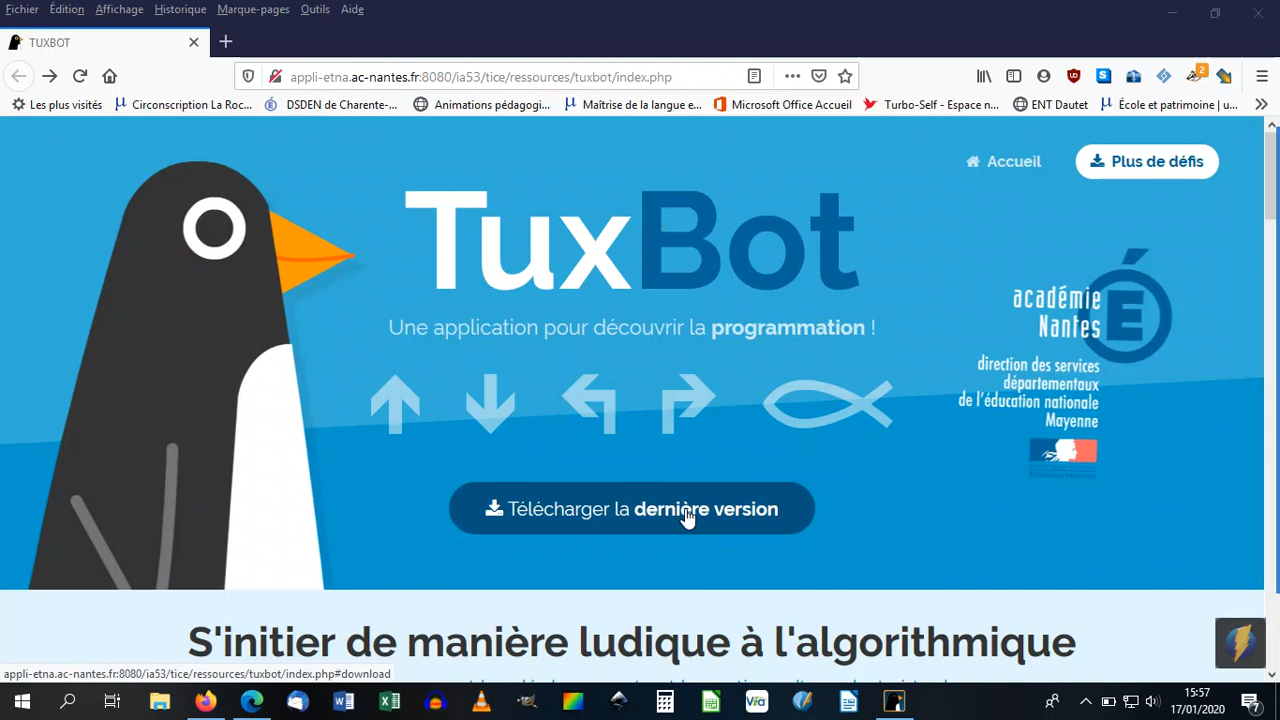 Fichier Édition Affichage Historique Marque-pages Outils Aide
TUXBOT
appli-etna.ac-nantes.fr:8080/ia53/tice/ressources/tuxbot/index.php
2
Les plus visités Circonscription La Roc... DSDEN de Charente-... Animations pédagogi... Maîtrise de la langue e... Microsoft Office Accueil Turbo-Self - Espace n... ENT Dautet École et patrimoine | u...
Accueil Plus de défis
TuxBot
Une application pour découvrir la programmation !
académie
Nantes
É
direction des services
départementaux
de l'éducation nationale
Mayenne
Télécharger la dernière version
S'initier de manière ludique à l'algorithmique
appli-etna.ac-nantes.fr:8080/ia53/tice/ressources/tuxbot/index.php#download
15:57
17/01/2020
7